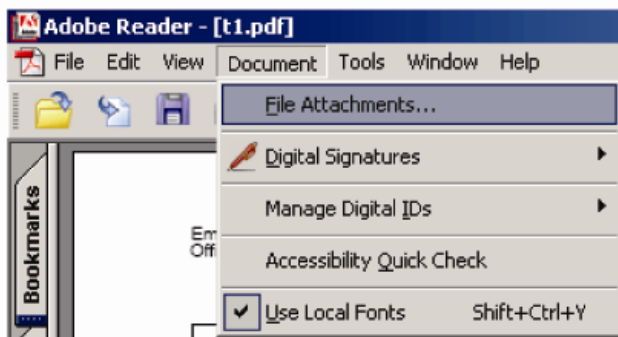 Adobe Reader - [t1.pdf]
File Edit View Document Tools Window Help
File Attachments...
Digital Signatures
Manage Digital IDs
Accessibility Quick Check
Use Local Fonts Shift+Ctrl+Y
Bookmarks